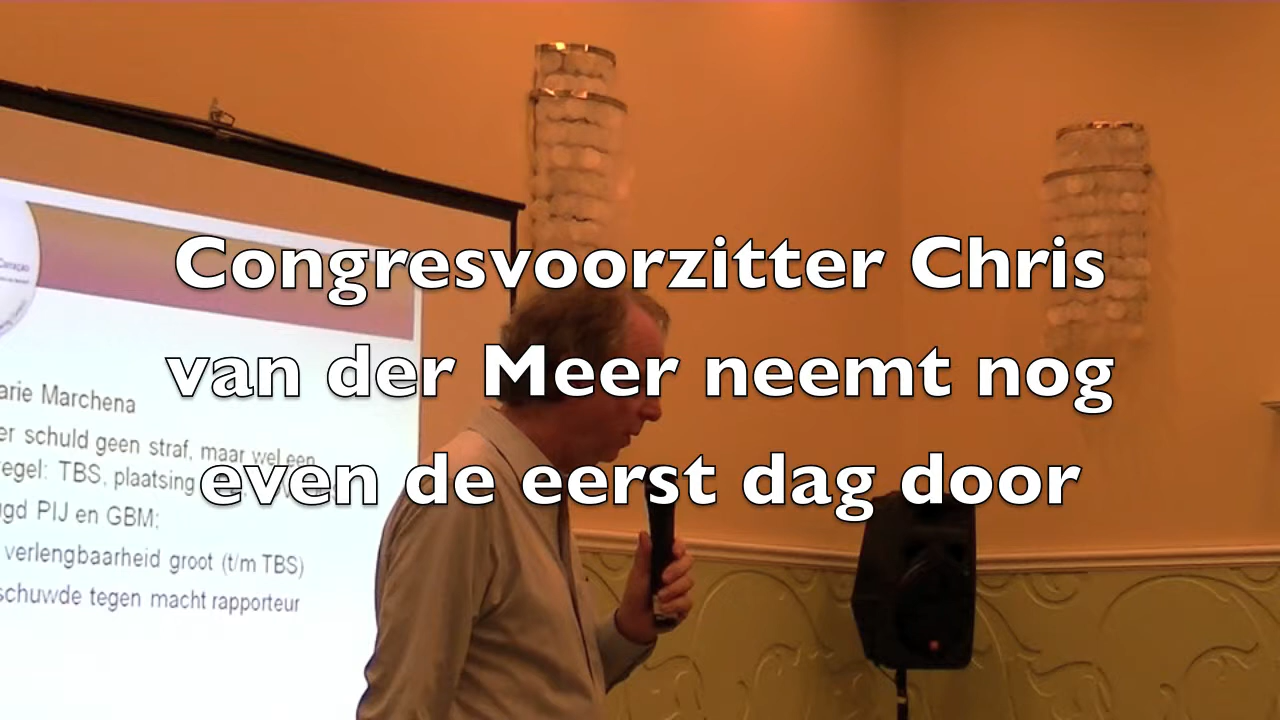 Congresvoorzitter Chris
van der Meer neemt nog
even de eerst dag door
Curaçao
arie Marchena
er schuld geen straf, maar wel een
egel: TBS, plaatsing
gd PIJ en GBM;
verlengbaarheid groot (t/m TBS)
schuwde tegen macht rapporteur